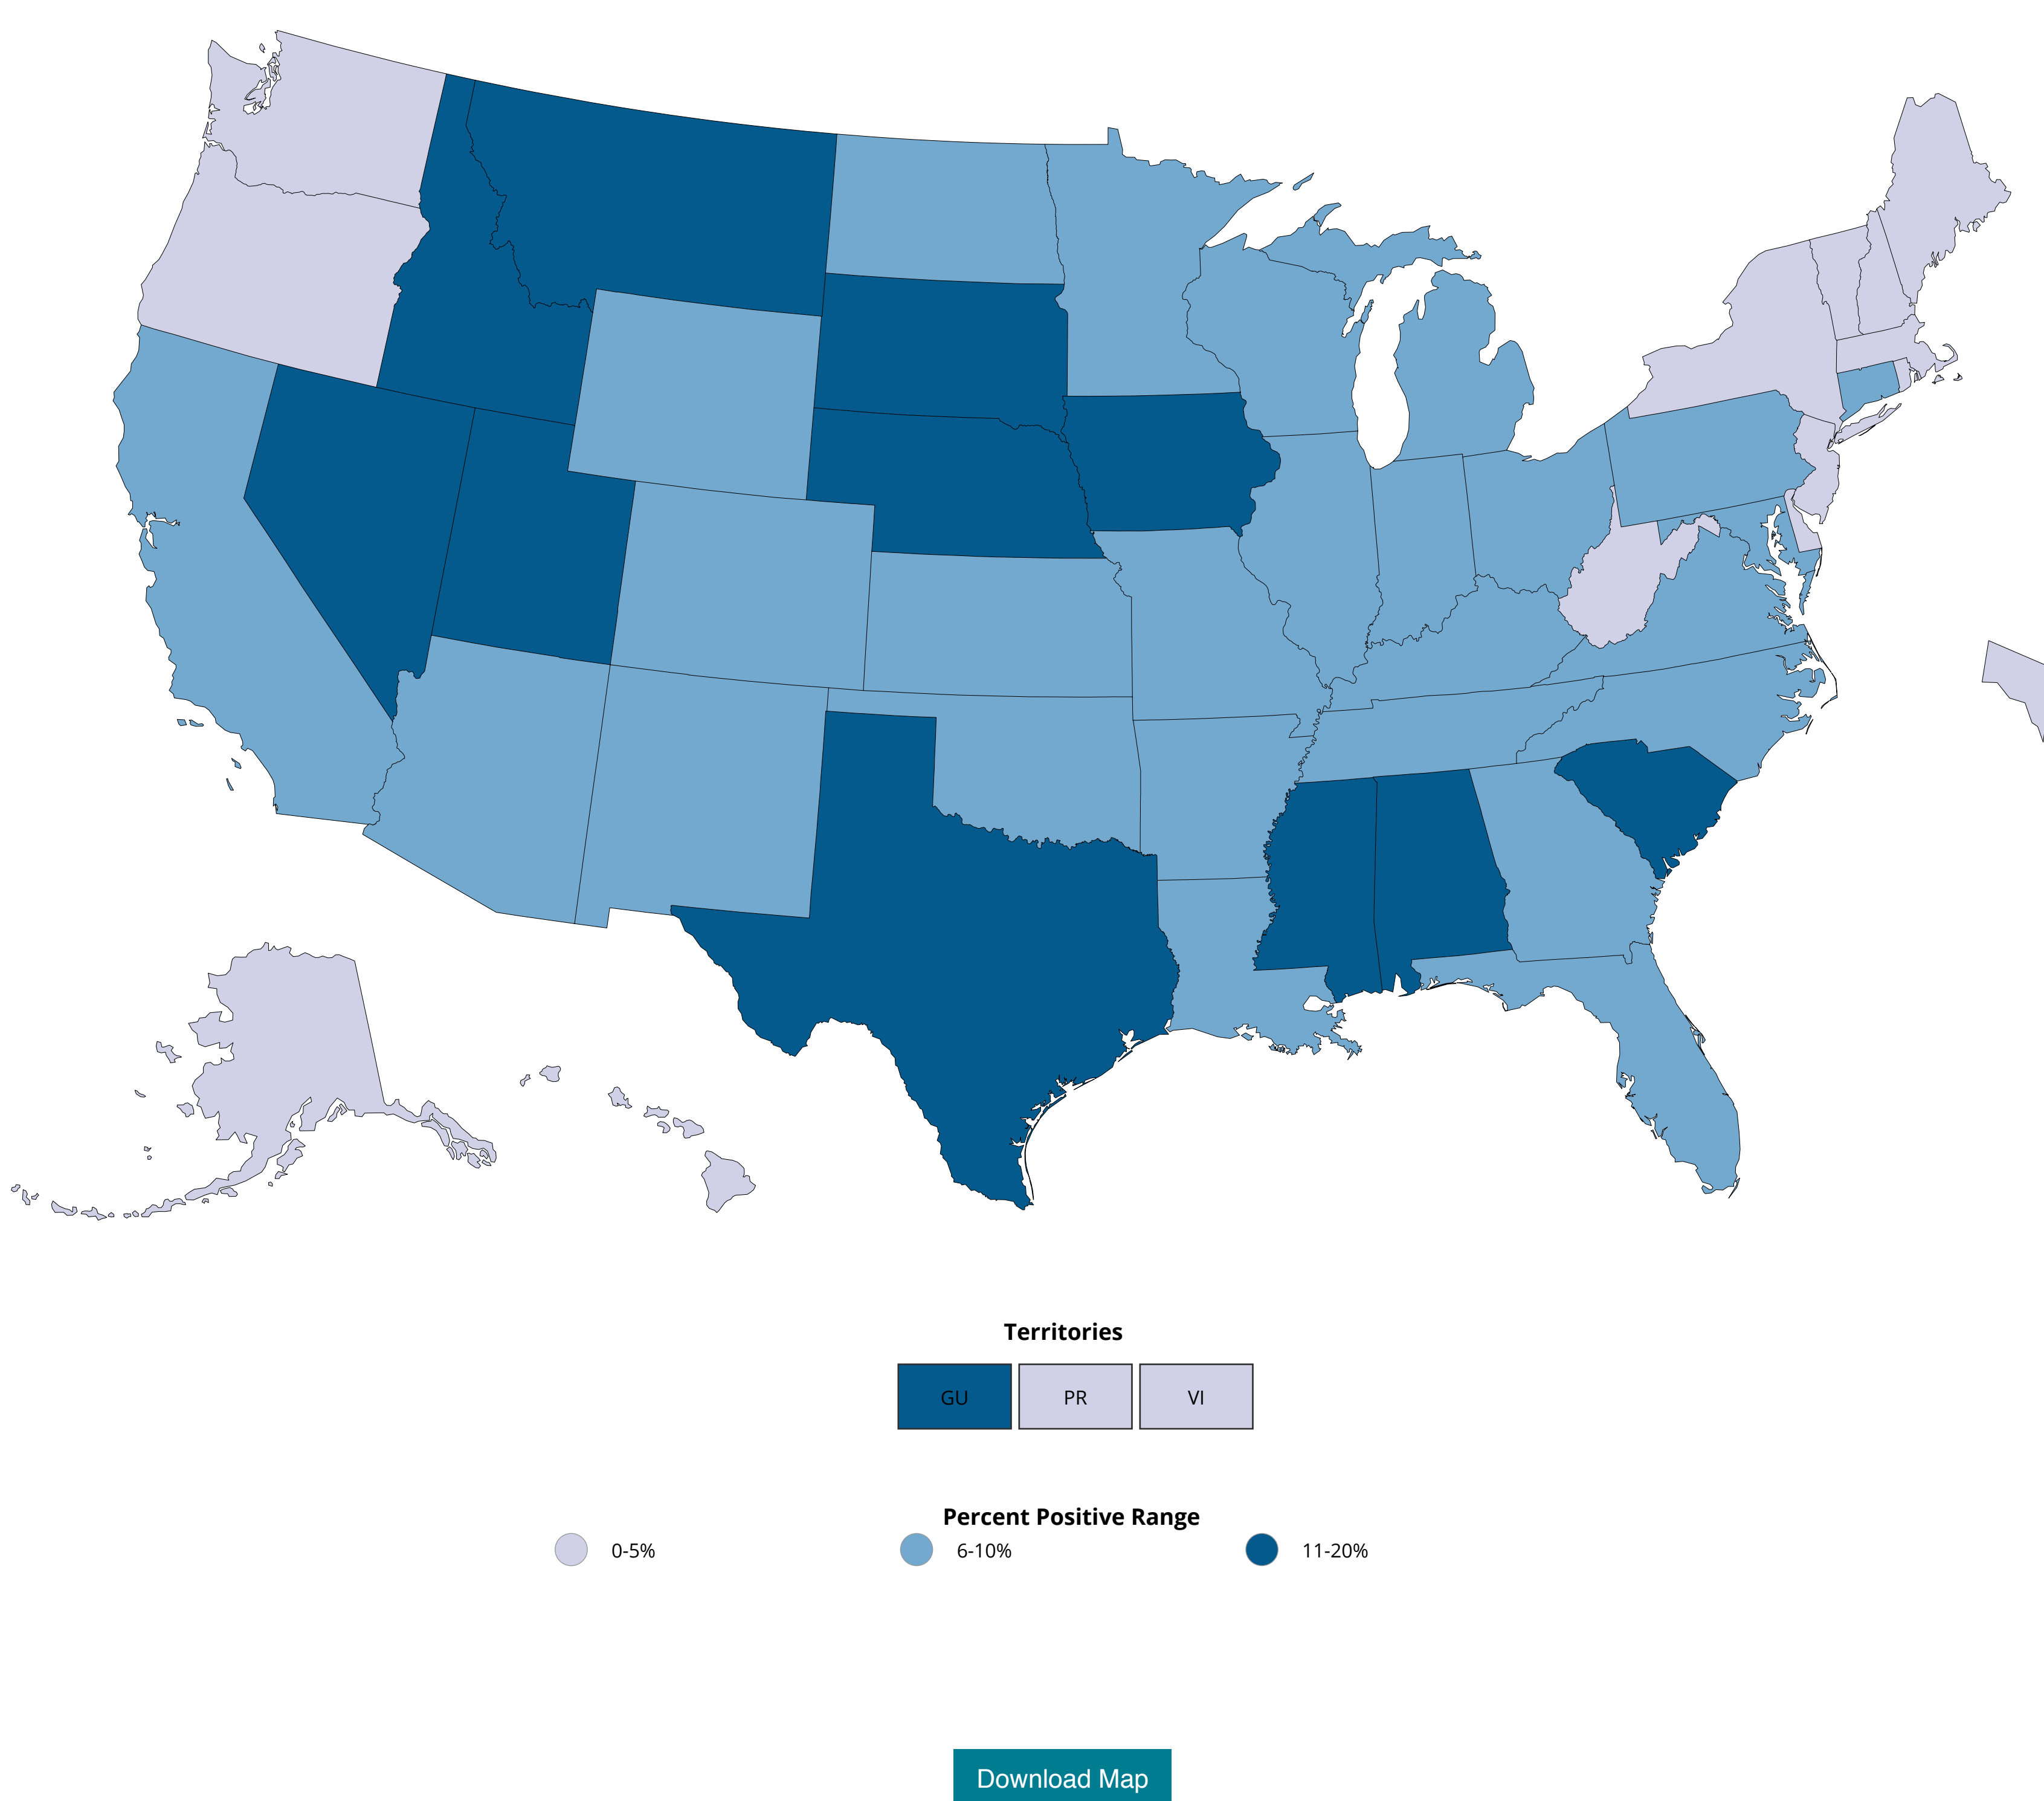 Territories
GU PR VI
Percent Positive Range
0-5% 6-10% 11-20%
Download Map